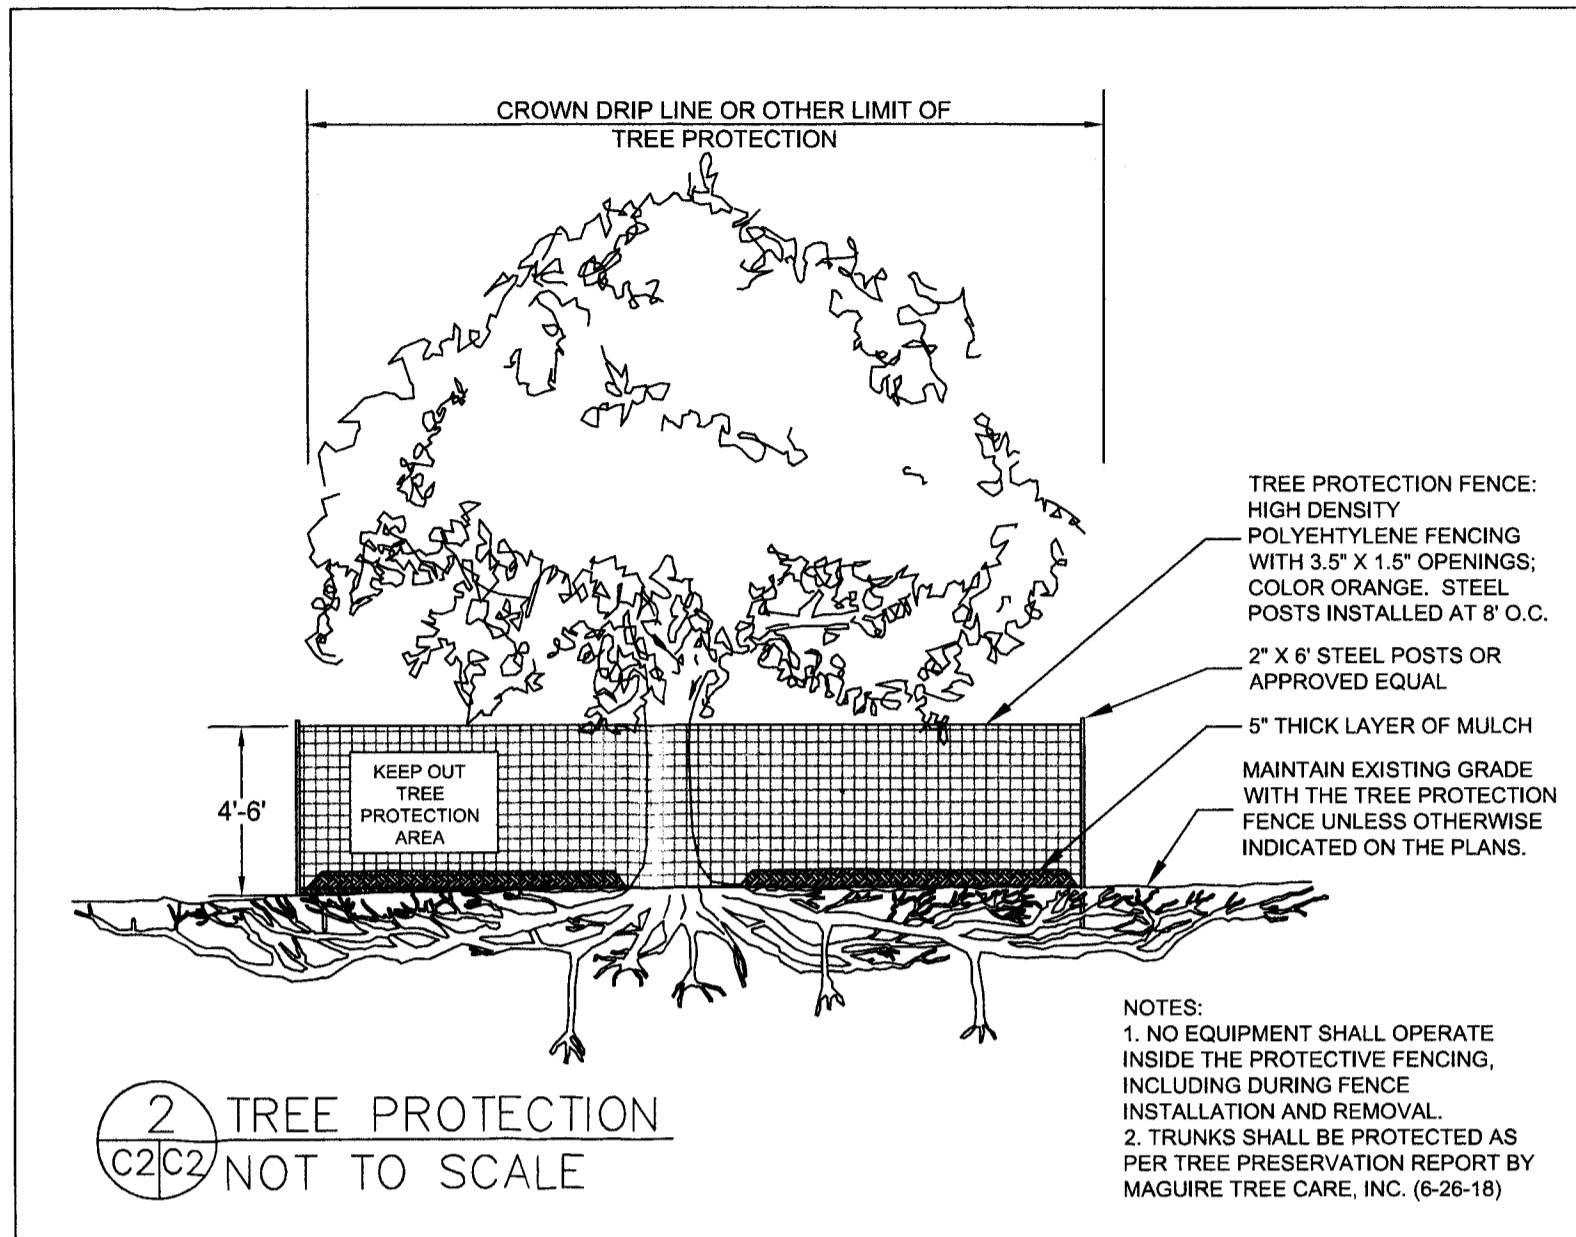 CROWN DRIP LINE OR OTHER LIMIT OF
TREE PROTECTION
TREE PROTECTION FENCE:
HIGH DENSITY
POLYEHTYLENE FENCING
WITH 3.5" X 1.5" OPENINGS;
COLOR ORANGE. STEEL
POSTS INSTALLED AT 8' O.C.
2" X 6' STEEL POSTS OR
APPROVED EQUAL
5" THICK LAYER OF MULCH
MAINTAIN EXISTING GRADE
WITH THE TREE PROTECTION
FENCE UNLESS OTHERWISE
INDICATED ON THE PLANS.
4'-6'
KEEP OUT
TREE
PROTECTION
AREA
NOTES:
1. NO EQUIPMENT SHALL OPERATE
INSIDE THE PROTECTIVE FENCING,
INCLUDING DURING FENCE
INSTALLATION AND REMOVAL.
2. TRUNKS SHALL BE PROTECTED AS
PER TREE PRESERVATION REPORT BY
MAGUIRE TREE CARE, INC. (6-26-18)
2 TREE PROTECTION
C2 C2 NOT TO SCALE